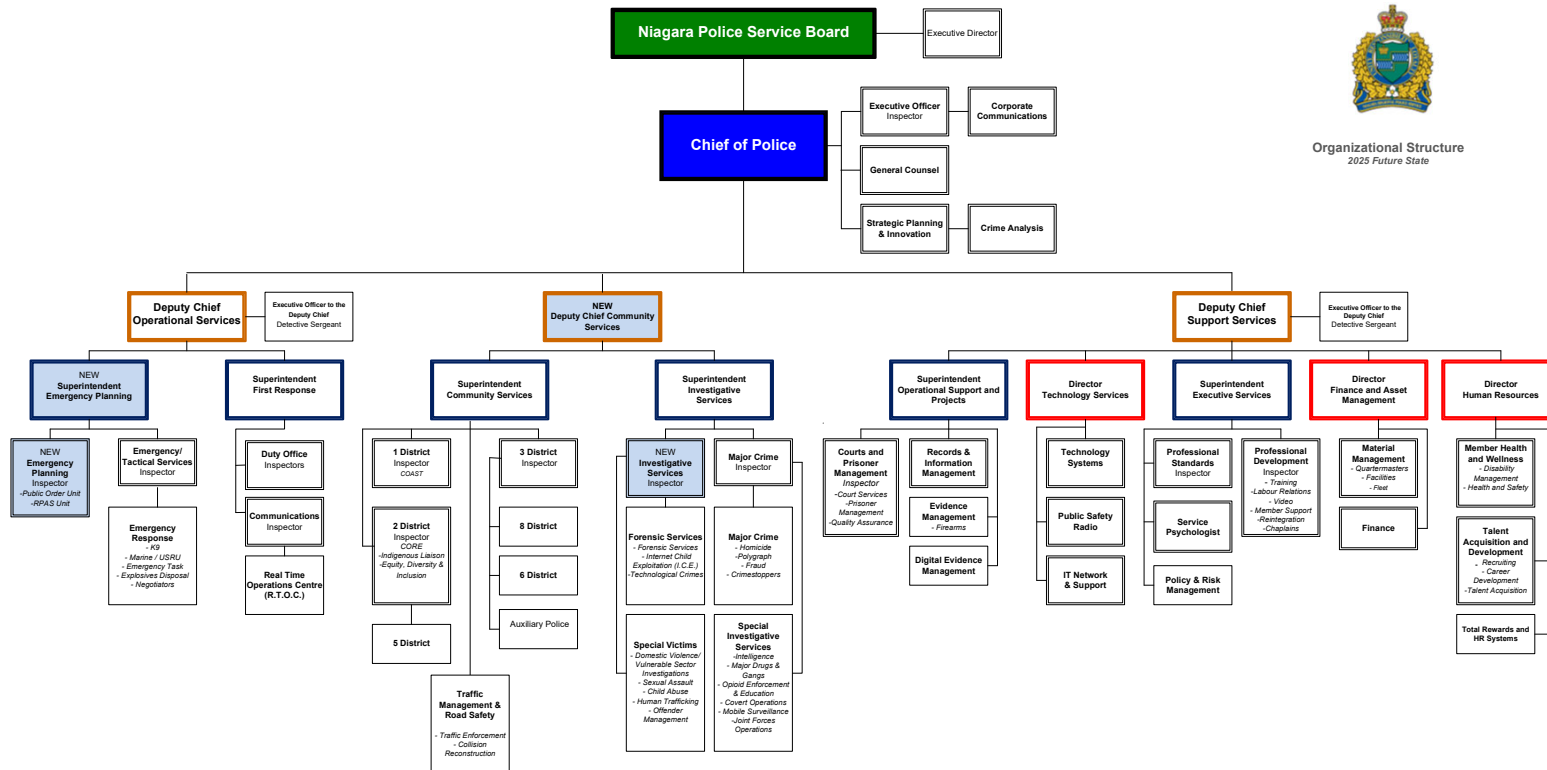 Niagara Police Service Board
Executive Director
Organizational Structure
2025 Future State
Chief of Police
Executive Officer
Inspector
Corporate
Communications
General Counsel
Strategic Planning
& Innovation
Crime Analysis
Deputy Chief
Operational Services
Executive Officer to the
Deputy Chief
Detective Sergeant
NEW
Deputy Chief Community
Services
Deputy Chief
Support Services
Executive Officer to the
Deputy Chief
Detective Sergeant
NEW
Superintendent
Emergency Planning
Superintendent
First Response
Superintendent
Community Services
Superintendent
Investigative
Services
Superintendent
Operational Support and
Projects
Director
Technology Services
Superintendent
Executive Services
Director
Finance and Asset
Management
Director
Human Resources
NEW
Emergency
Planning
Inspector
-Public Order Unit
-RPAS Unit
Emergency/
Tactical Services
Inspector
Emergency
Response
- K9
- Marine / USRU
- Emergency Task
- Explosives Disposal
- Negotiators
Duty Office
Inspectors
Communications
Inspector
Real Time
Operations Centre
(R.T.O.C.)
1 District
Inspector
COAST
2 District
Inspector
CORE
-Indigenous Liaison
-Equity, Diversity &
Inclusion
5 District
3 District
Inspector
8 District
6 District
Auxiliary Police
Traffic
Management &
Road Safety
- Traffic Enforcement
- Collision
Reconstruction
NEW
Investigative
Services
Inspector
Forensic Services
- Forensic Services
- Internet Child
Exploitation (I.C.E.)
-Technological Crimes
Special Victims
- Domestic Violence/
Vulnerable Sector
Investigations
- Sexual Assault
- Child Abuse
- Human Trafficking
- Offender
Management
Major Crime
Inspector
Major Crime
- Homicide
-Polygraph
- Fraud
- Crimestoppers
Special
Investigative
Services
-Intelligence
- Major Drugs &
Gangs
- Opioid Enforcement
& Education
- Covert Operations
- Mobile Surveillance
-Joint Forces
Operations
Courts and
Prisoner
Management
Inspector
-Court Services
-Prisoner
Management
-Quality Assurance
Records &
Information
Management
Evidence
Management
- Firearms
Digital Evidence
Management
Technology
Systems
Public Safety
Radio
IT Network
& Support
Professional
Standards
Inspector
Service
Psychologist
Policy & Risk
Management
Professional
Development
Inspector
- Training
-Labour Relations
- Video
- Member Support
-Reintegration
-Chaplains
Material
Management
- Quartermasters
- Facilities
- Fleet
Finance
Member Health
and Wellness
- Disability
Management
- Health and Safety
Talent
Acquisition and
Development
- Recruiting
- Career
Development
-Talent Acquisition
Total Rewards and
HR Systems